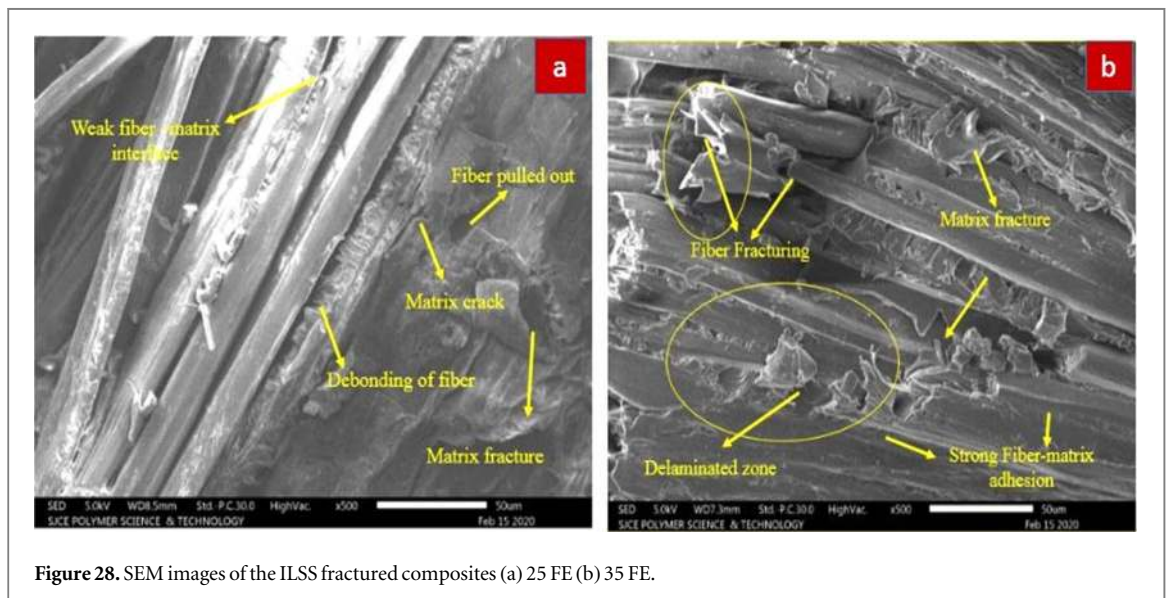 a
Weak fiber -matrix
interface
Fiber pulled out
Matrix crack
Debonding of fiber
Matrix fracture
SED 5.0kV WD8.5mm Std.-P.C.30.0 HighVac. x500 50um
SJCE POLYMER SCIENCE & TECHNOLOGY Feb 15 2020
b
Matrix fracture
Fiber Fracturing
Delaminated zone
Strong Fiber-matrix
adhesion
SED 5.0kV WD7.3mm Std.-P.C.30.0 HighVac. x500 50um
SJCE POLYMER SCIENCE & TECHNOLOGY Feb 15 2020
Figure 28. SEM images of the ILSS fractured composites (a) 25 FE (b) 35 FE.